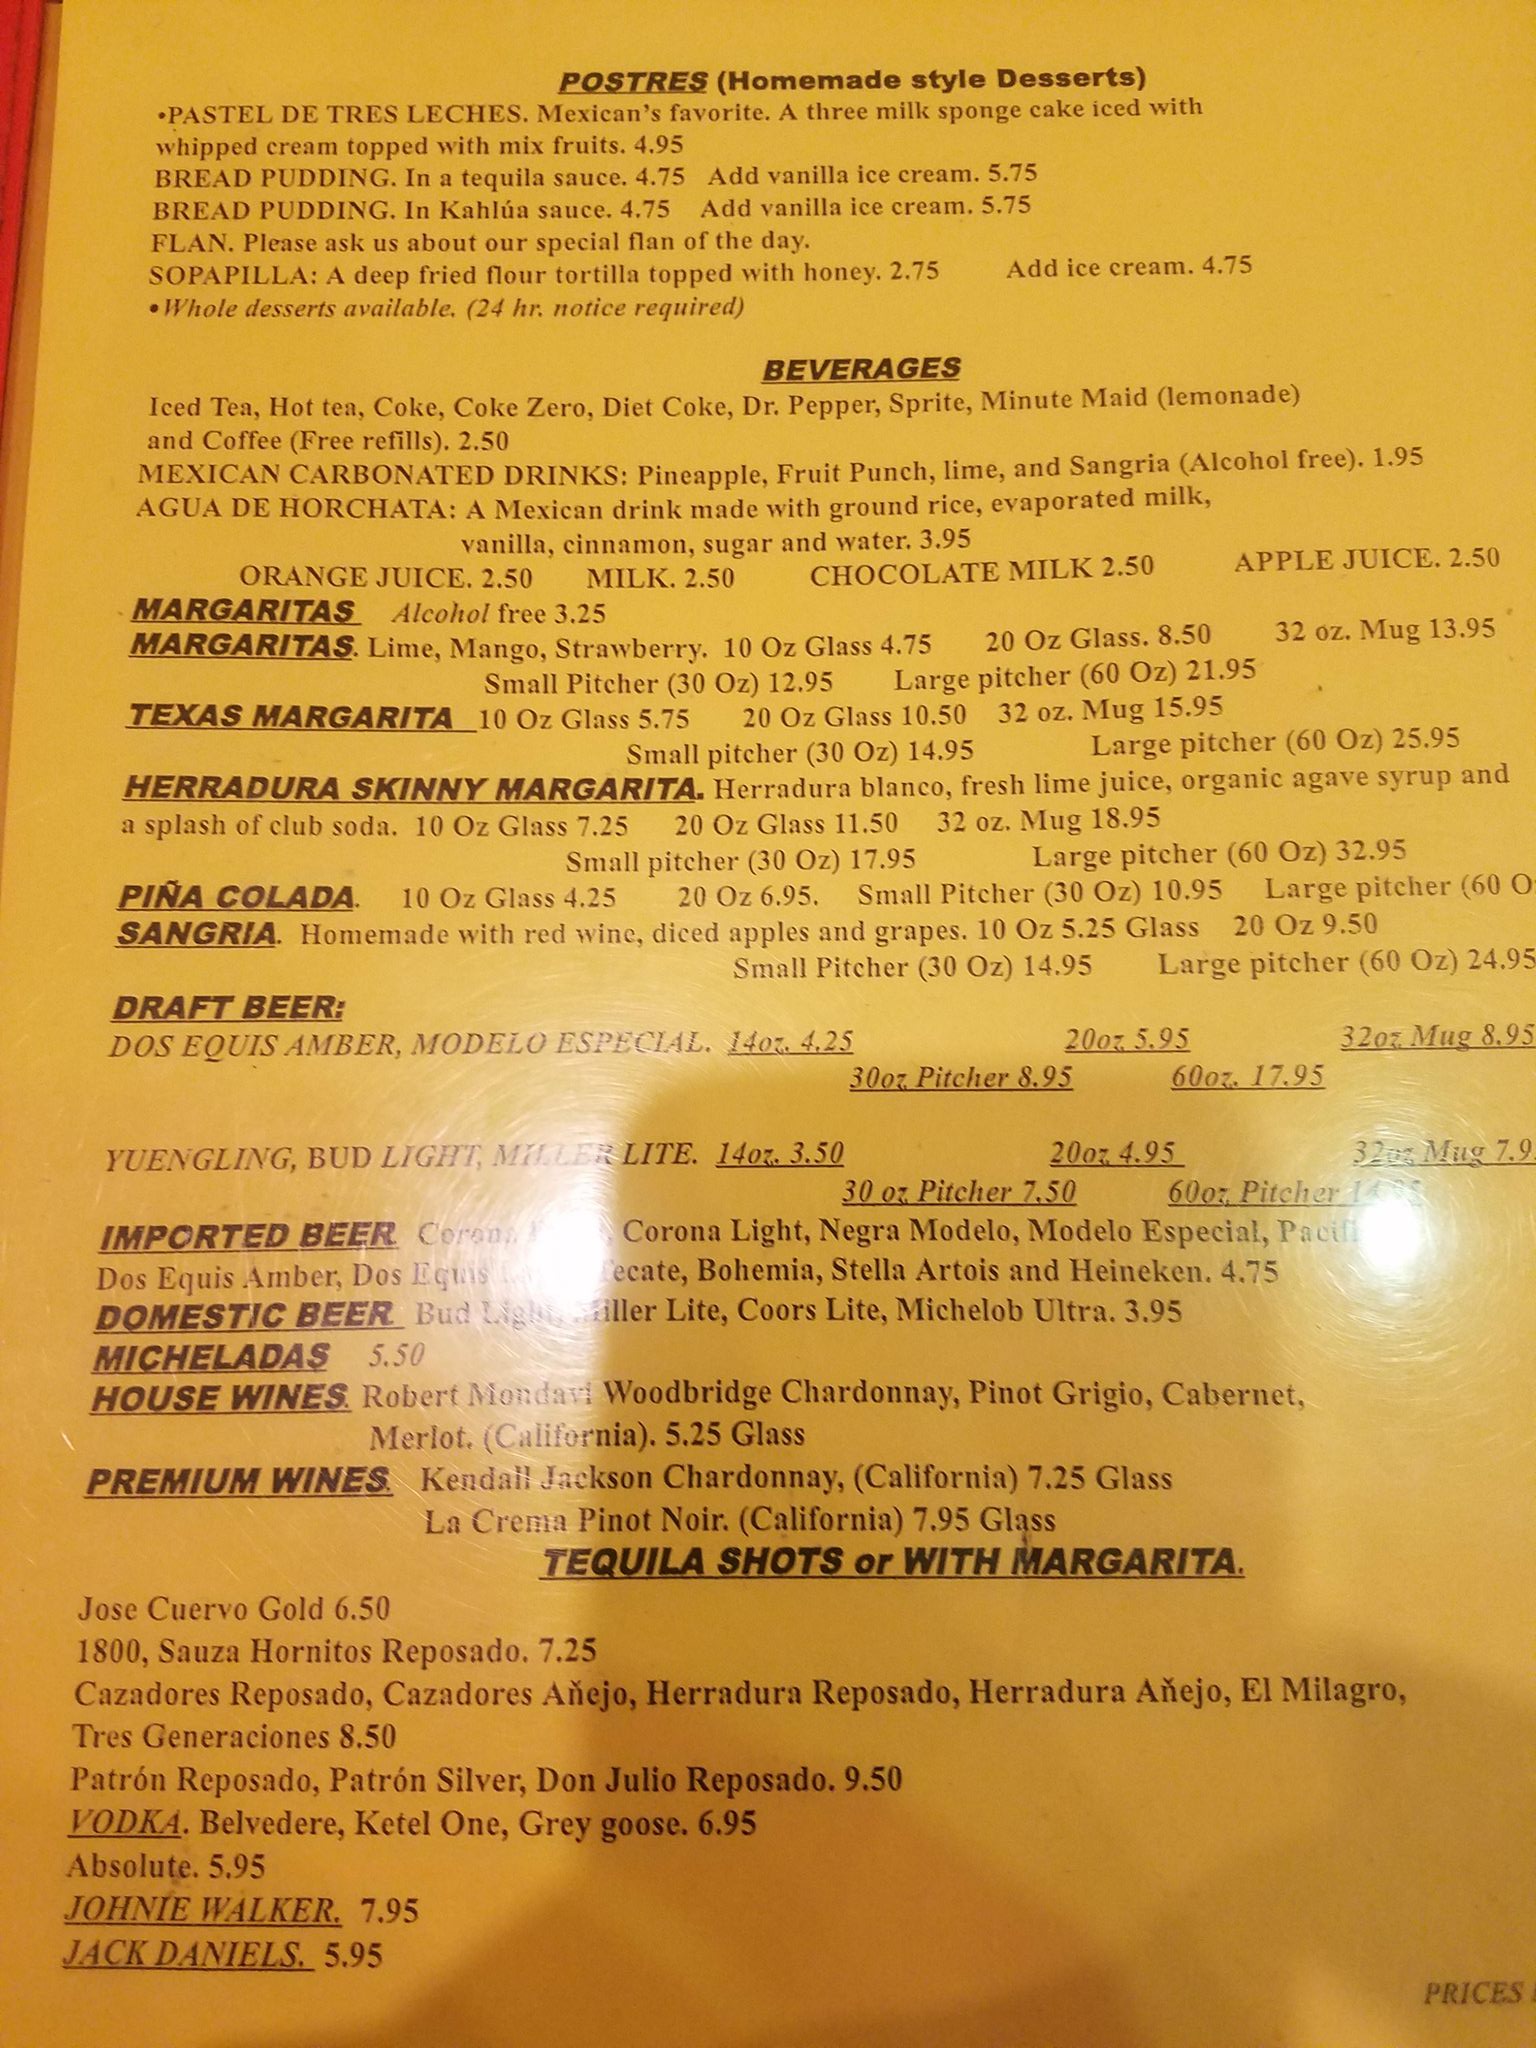 POSTRES (Homemade style Desserts)
•PASTEL DE TRES LECHES. Mexican's favorite. A three milk sponge cake iced with
whipped cream topped with mix fruits. 4.95
BREAD PUDDING. In a tequila sauce. 4.75 Add vanilla ice cream. 5.75
BREAD PUDDING. In Kahlúa sauce. 4.75 Add vanilla ice cream. 5.75
FLAN. Please ask us about our special flan of the day.
SOPAPILLA: A deep fried flour tortilla topped with honey. 2.75 Add ice cream. 4.75
•Whole desserts available. (24 hr. notice required)
BEVERAGES
Iced Tea, Hot tea, Coke, Coke Zero, Diet Coke, Dr. Pepper, Sprite, Minute Maid (lemonade)
and Coffee (Free refills). 2.50
MEXICAN CARBONATED DRINKS: Pineapple, Fruit Punch, lime, and Sangria (Alcohol free). 1.95
AGUA DE HORCHATA: A Mexican drink made with ground rice, evaporated milk,
vanilla, cinnamon, sugar and water. 3.95
ORANGE JUICE. 2.50 MILK. 2.50 CHOCOLATE MILK 2.50 APPLE JUICE. 2.50
MARGARITAS Alcohol free 3.25
MARGARITAS. Lime, Mango, Strawberry. 10 Oz Glass 4.75 20 Oz Glass. 8.50 32 oz. Mug 13.95
Small Pitcher (30 Oz) 12.95 Large pitcher (60 Oz) 21.95
TEXAS MARGARITA 10 Oz Glass 5.75 20 Oz Glass 10.50 32 oz. Mug 15.95
Small pitcher (30 Oz) 14.95 Large pitcher (60 Oz) 25.95
HERRADURA SKINNY MARGARITA. Herradura blanco, fresh lime juice, organic agave syrup and
a splash of club soda. 10 Oz Glass 7.25 20 Oz Glass 11.50 32 oz. Mug 18.95
Small pitcher (30 Oz) 17.95 Large pitcher (60 Oz) 32.95
PIÑA COLADA. 10 Oz Glass 4.25 20 Oz 6.95. Small Pitcher (30 Oz) 10.95 Large pitcher (60
SANGRIA. Homemade with red wine, diced apples and grapes. 10 Oz 5.25 Glass 20 Oz 9.50
Small Pitcher (30 Oz) 14.95 Large pitcher (60 Oz) 24.95
DRAFT BEER:
DOS EQUIS AMBER, MODELO ESPECIAL. 14oz. 4.25 20oz 5.95 32oz Mug 8.95
30oz Pitcher 8.95 60oz. 17.95
YUENGLING, BUD LIGHT, MILLER LITE. 14oz. 3.50 20oz 4.95 32oz Mug
30 oz Pitcher 7.50 60oz Pitcher
IMPORTED BEER Corona Corona Light, Negra Modelo, Modelo Especial,
Dos Equis Amber, Dos Equis Tecate, Bohemia, Stella Artois and Heineken. 4.75
DOMESTIC BEER Bud Light, Miller Lite, Coors Lite, Michelob Ultra. 3.95
MICHELADAS 5.50
HOUSE WINES. Robert Mondavi Woodbridge Chardonnay, Pinot Grigio, Cabernet,
Merlot. (California). 5.25 Glass
PREMIUM WINES. Kendall Jackson Chardonnay, (California) 7.25 Glass
La Crema Pinot Noir. (California) 7.95 Glass
TEQUILA SHOTS or WITH MARGARITA.
Jose Cuervo Gold 6.50
1800, Sauza Hornitos Reposado. 7.25
Cazadores Reposado, Cazadores Aňejo, Herradura Reposado, Herradura Aňejo, El Milagro,
Tres Generaciones 8.50
Patrón Reposado, Patrón Silver, Don Julio Reposado. 9.50
VODKA. Belvedere, Ketel One, Grey goose. 6.95
Absolute. 5.95
JOHNIE WALKER. 7.95
JACK DANIELS. 5.95
PRICES